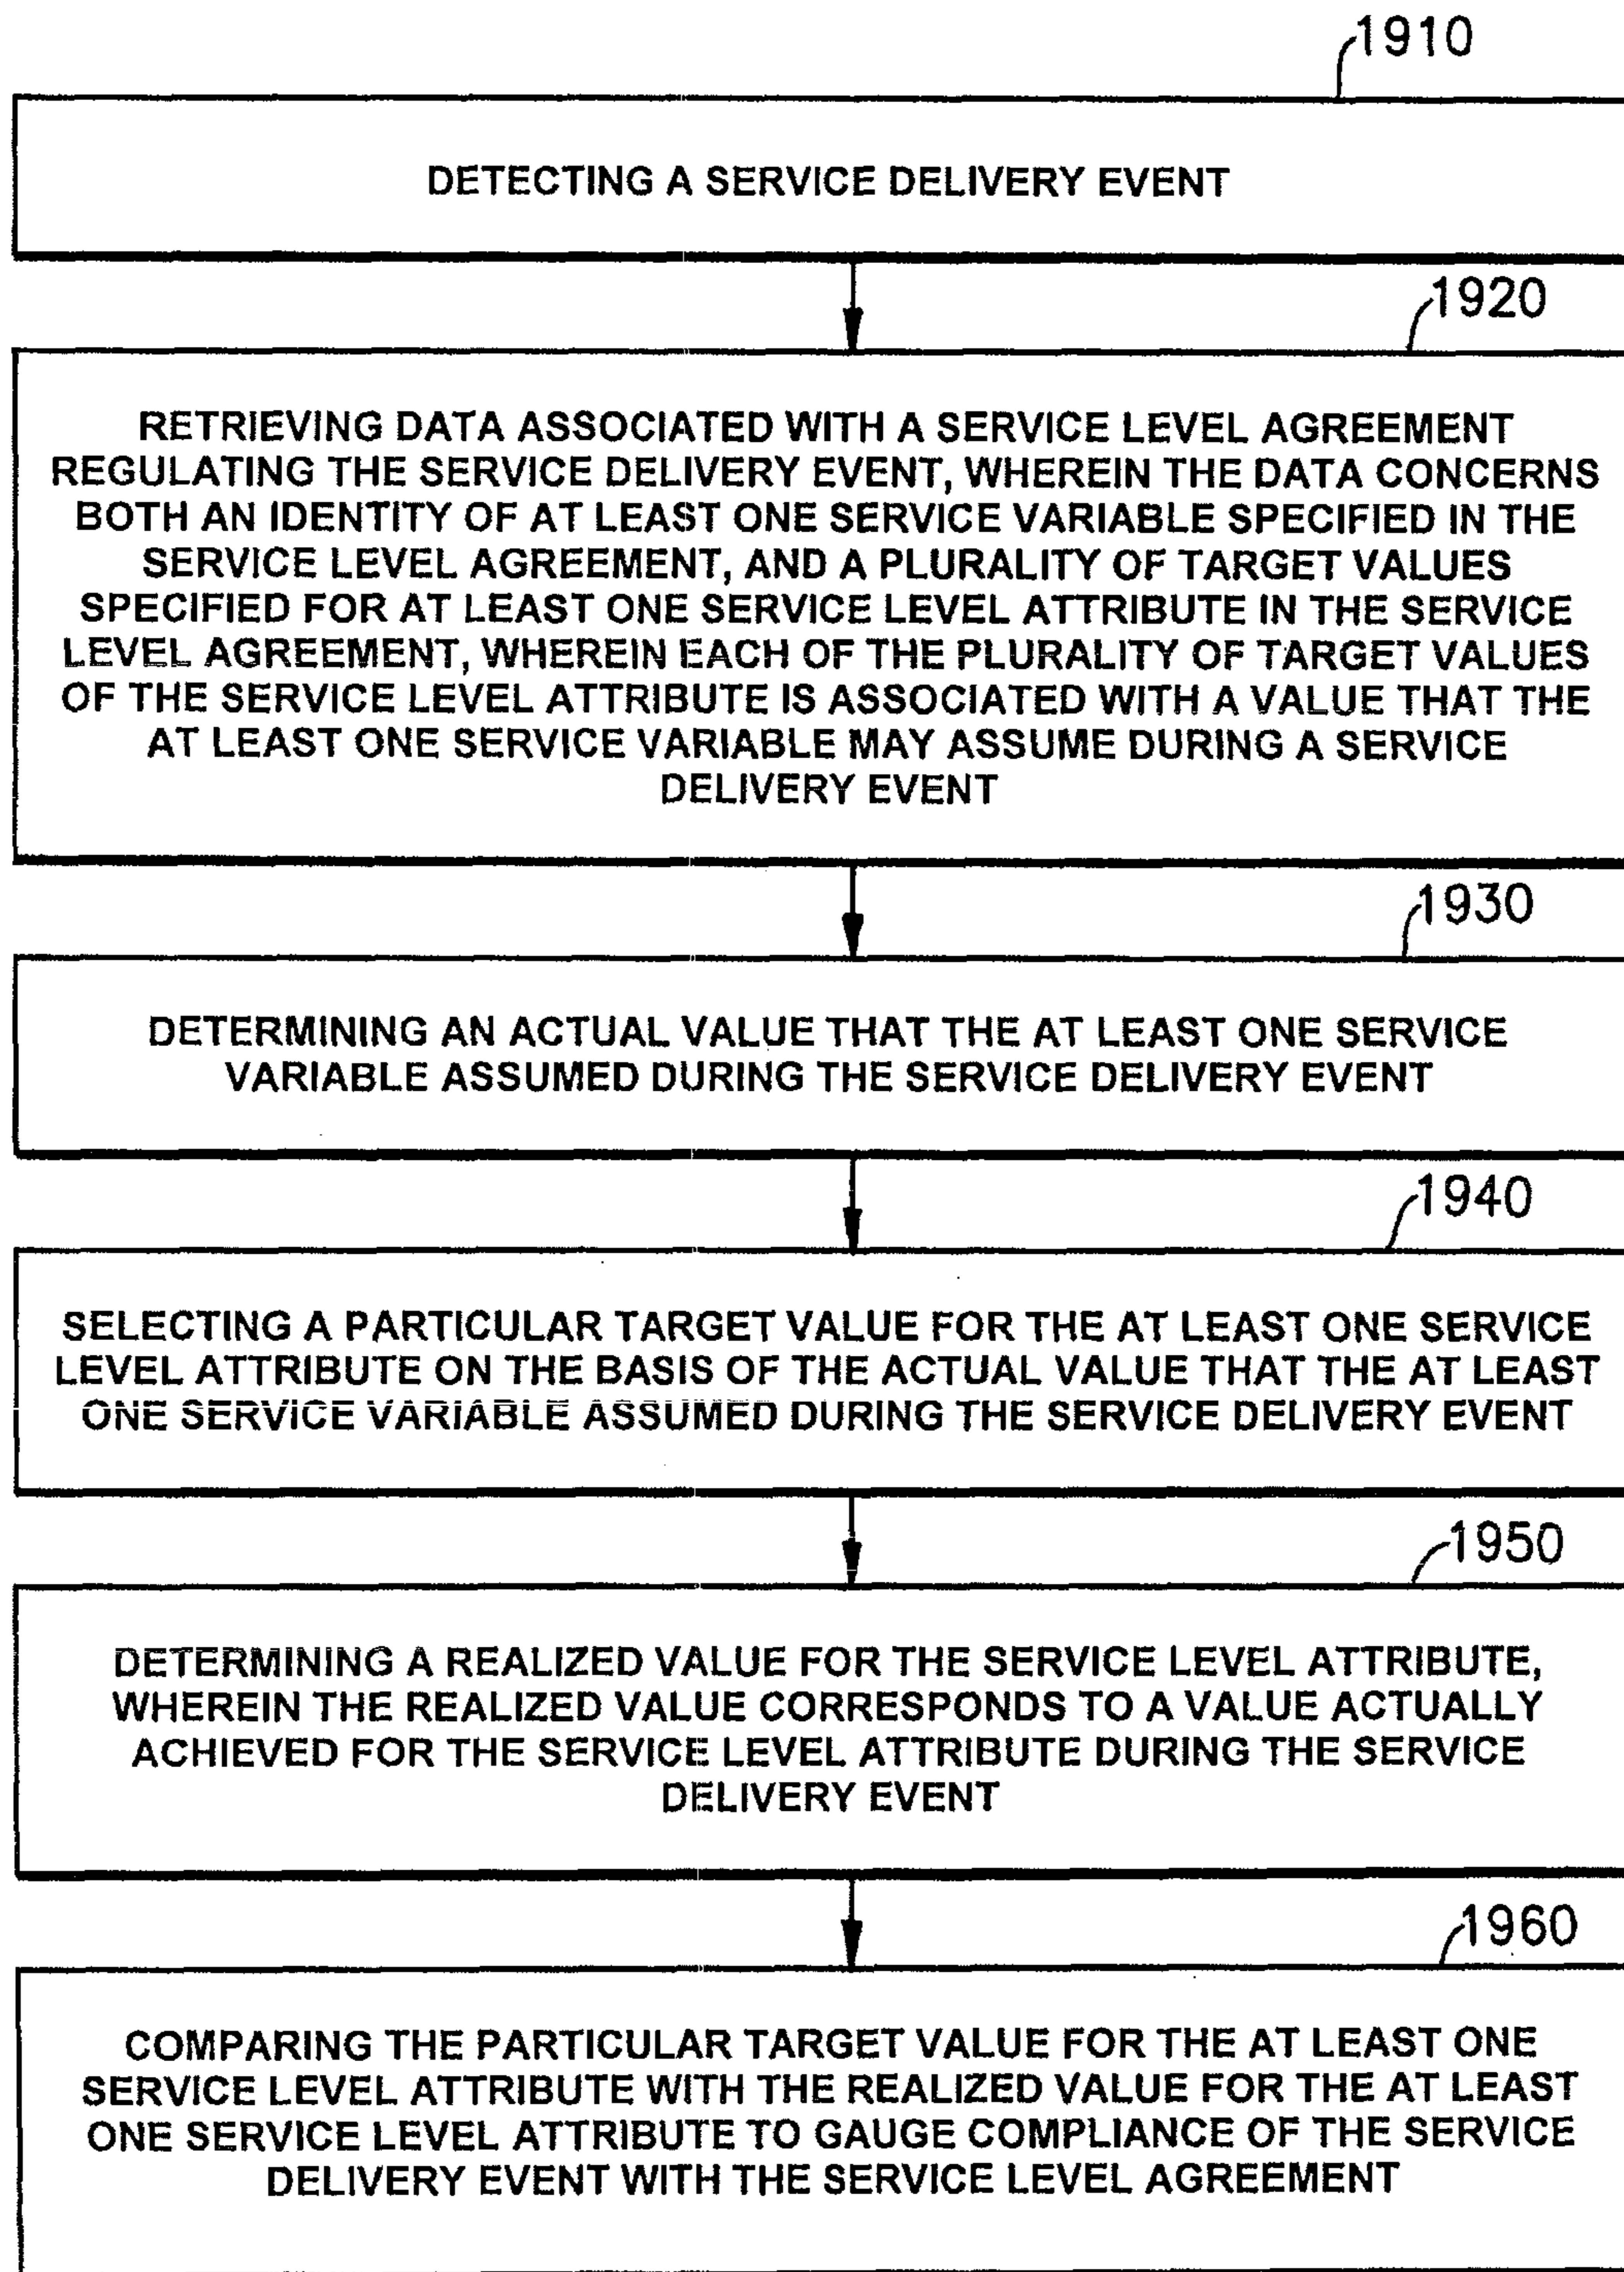 1910
DETECTING A SERVICE DELIVERY EVENT
1920
RETRIEVING DATA ASSOCIATED WITH A SERVICE LEVEL AGREEMENT
REGULATING THE SERVICE DELIVERY EVENT, WHEREIN THE DATA CONCERNS
BOTH AN IDENTITY OF AT LEAST ONE SERVICE VARIABLE SPECIFIED IN THE
SERVICE LEVEL AGREEMENT, AND A PLURALITY OF TARGET VALUES
SPECIFIED FOR AT LEAST ONE SERVICE LEVEL ATTRIBUTE IN THE SERVICE
LEVEL AGREEMENT, WHEREIN EACH OF THE PLURALITY OF TARGET VALUES
OF THE SERVICE LEVEL ATTRIBUTE IS ASSOCIATED WITH A VALUE THAT THE
AT LEAST ONE SERVICE VARIABLE MAY ASSUME DURING A SERVICE
DELIVERY EVENT
1930
DETERMINING AN ACTUAL VALUE THAT THE AT LEAST ONE SERVICE
VARIABLE ASSUMED DURING THE SERVICE DELIVERY EVENT
1940
SELECTING A PARTICULAR TARGET VALUE FOR THE AT LEAST ONE SERVICE
LEVEL ATTRIBUTE ON THE BASIS OF THE ACTUAL VALUE THAT THE AT LEAST
ONE SERVICE VARIABLE ASSUMED DURING THE SERVICE DELIVERY EVENT
1950
DETERMINING A REALIZED VALUE FOR THE SERVICE LEVEL ATTRIBUTE,
WHEREIN THE REALIZED VALUE CORRESPONDS TO A VALUE ACTUALLY
ACHIEVED FOR THE SERVICE LEVEL ATTRIBUTE DURING THE SERVICE
DELIVERY EVENT
1960
COMPARING THE PARTICULAR TARGET VALUE FOR THE AT LEAST ONE
SERVICE LEVEL ATTRIBUTE WITH THE REALIZED VALUE FOR THE AT LEAST
ONE SERVICE LEVEL ATTRIBUTE TO GAUGE COMPLIANCE OF THE SERVICE
DELIVERY EVENT WITH THE SERVICE LEVEL AGREEMENT